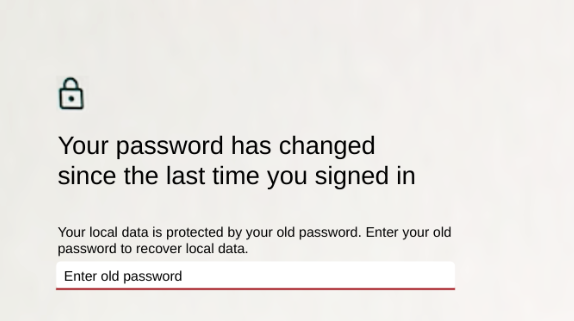 Your password has changed
since the last time you signed in
Your local data is protected by your old password. Enter your old
password to recover local data.
Enter old password